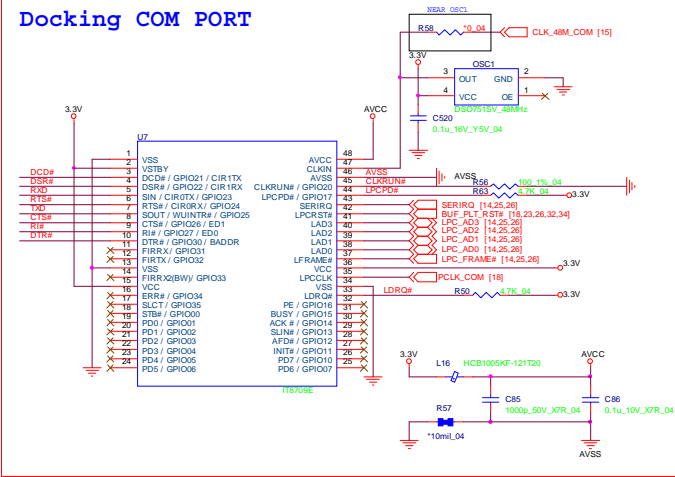 Docking COM PORT
NEAR OSC1
R58
*0_04
CLK_48M_COM [15]
3.3V
OSC1
3
OUT
GND
2
4
VCC
OE
1
DSO751SV_48MHz
C520
0.1u_16V_Y5V_04
3.3V
AVCC
U7
1
VSS
AVCC
48
2
VSTBY
CLKIN
47
DCD#
3
DCD# / GPIO21 / CIR1TX
AVSS
46
AVSS
AVSS
DSR#
4
DSR# / GPIO22 / CIR1RX
CLKRUN# / GPIO20
45
CLKRUN#
R56
100_1%_04
RXD
5
SIN / CIR0TX / GPIO23
LPCPD# / GPIO17
44
LPCPD#
R63
4.7K_04
3.3V
RTS#
6
RTS# / CIR0RX / GPIO24
SERIRQ
43
SERIRQ [14,25,26]
TXD
7
SOUT / WUINTR# / GPIO25
LPCRST#
42
BUF_PLT_RST# [18,23,26,32,34]
CTS#
8
CTS# / GPIO26 / ED1
LAD3
41
LPC_AD3 [14,25,26]
RI#
9
RI# / GPIO27 / ED0
LAD2
40
LPC_AD2 [14,25,26]
DTR#
10
DTR# / GPIO30 / BADDR
LAD1
39
LPC_AD1 [14,25,26]
11
FIRRX/ GPIO31
LAD0
38
LPC_AD0 [14,25,26]
12
FIRTX / GPIO32
LFRAME#
37
LPC_FRAME# [14,25,26]
13
VSS
VCC
36
3.3V
14
FIRRX2(BW)/ GPIO33
LPCCLK
35
PCLK_COM [18]
15
VCC
VSS
34
16
ERR# / GPIO34
LDRQ#
33
LDRQ#
R50
4.7K_04
3.3V
17
SLCT / GPIO35
PE / GPIO16
32
18
STB# / GPIO00
BUSY / GPIO15
31
19
PD0 / GPIO01
ACK # / GPIO14
30
20
PD1 / GPIO02
SLIN# / GPIO13
29
21
PD2 / GPIO03
AFD# / GPIO12
28
22
PD3 / GPIO04
INIT# / GPIO11
27
23
PD4 / GPIO05
PD7 / GPIO10
26
24
PD5 / GPIO06
PD6 / GPIO07
25
IT8709E
3.3V
L16
HCB1005KF-121T20
AVCC
C85
1000p_50V_X7R_04
C86
0.1u_10V_X7R_04
R57
*10mil_04
AVSS